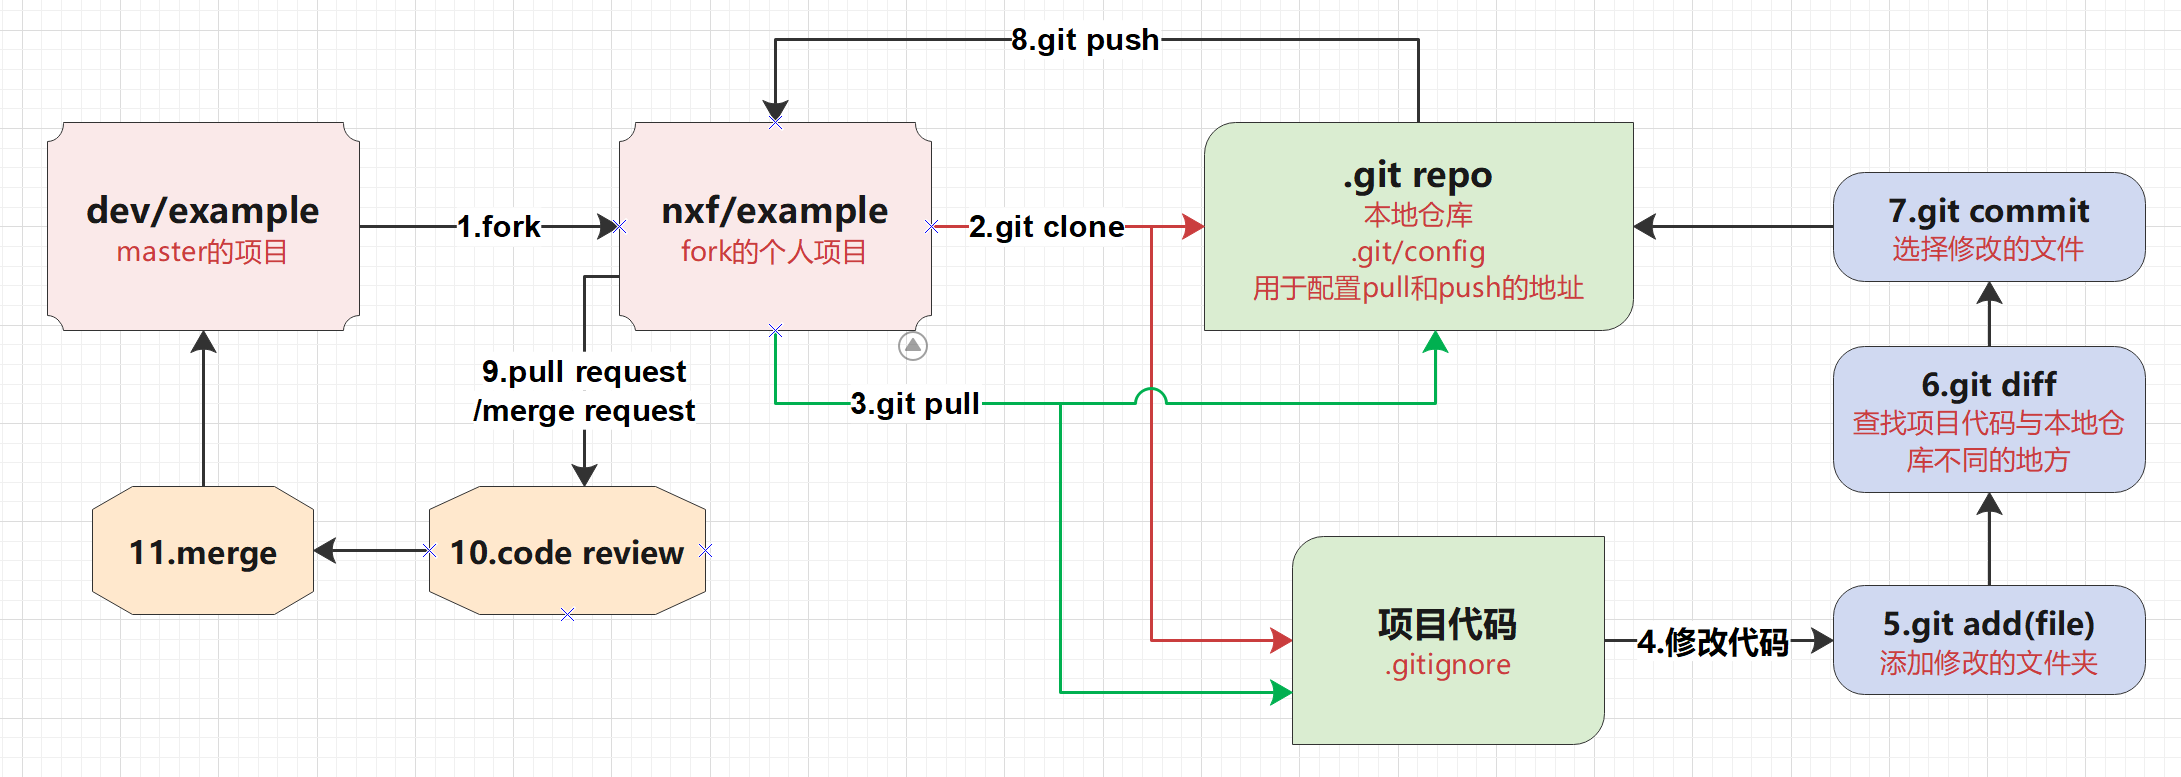 8.git push
dev/example
master的项目
1.fork
nxf/example
fork的个人项目
2.git clone
.git repo
本地仓库
.git/config
用于配置pull和push的地址
7.git commit
选择修改的文件
9.pull request
/merge request
3.git pull
6.git diff
查找项目代码与本地仓
库不同的地方
11.merge
10.code review
项目代码
.gitignore
4.修改代码
5.git add(file)
添加修改的文件夹